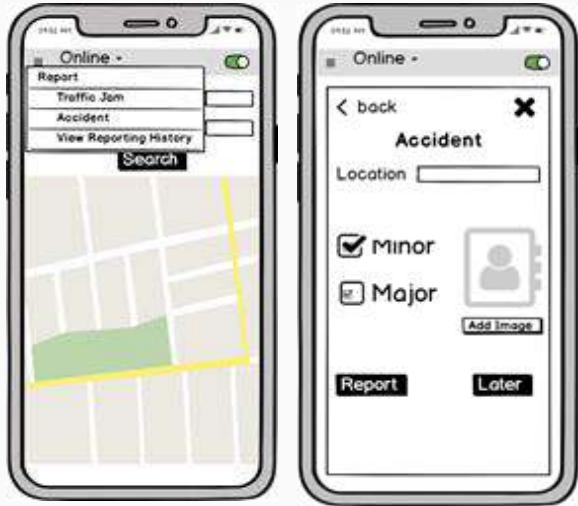 Online
Report
Traffic Jam
Accident
View Reporting History
Search
Online
< back
Accident
Location
Minor
Major
Add Image
Report
Later